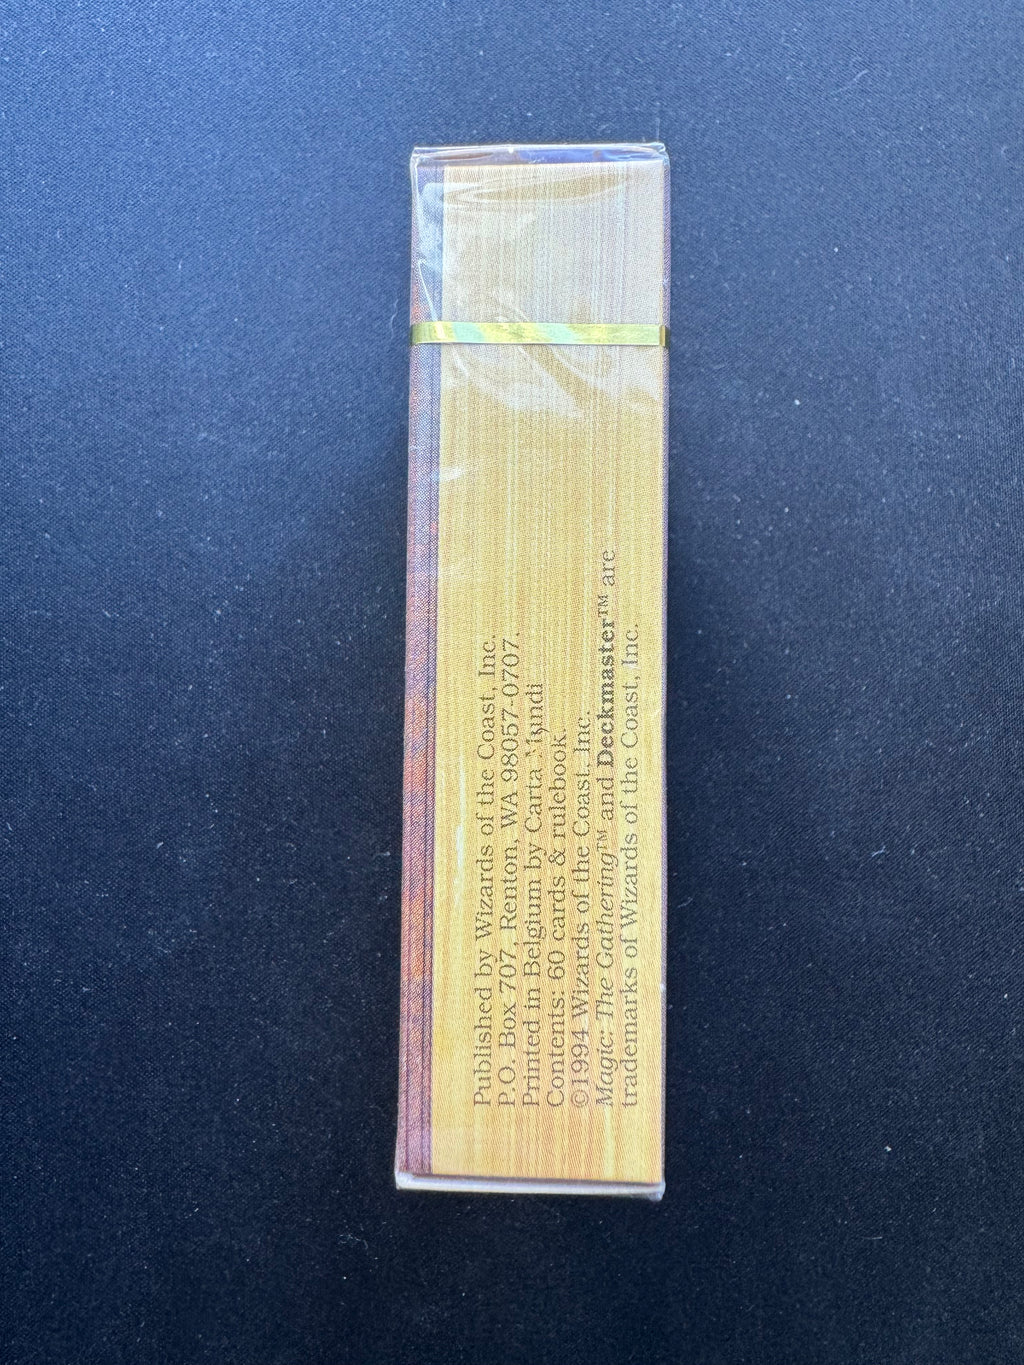 Published by Wizards of the Coast, Inc.
P.O. Box 707, Renton, WA 98057-0707.
Printed in Belgium by Carta Mundi
Contents: 60 cards & rulebook.
©1994 Wizards of the Coast, Inc.
Magic: The Gathering™ and Deckmaster™ are
trademarks of Wizards of the Coast, Inc.